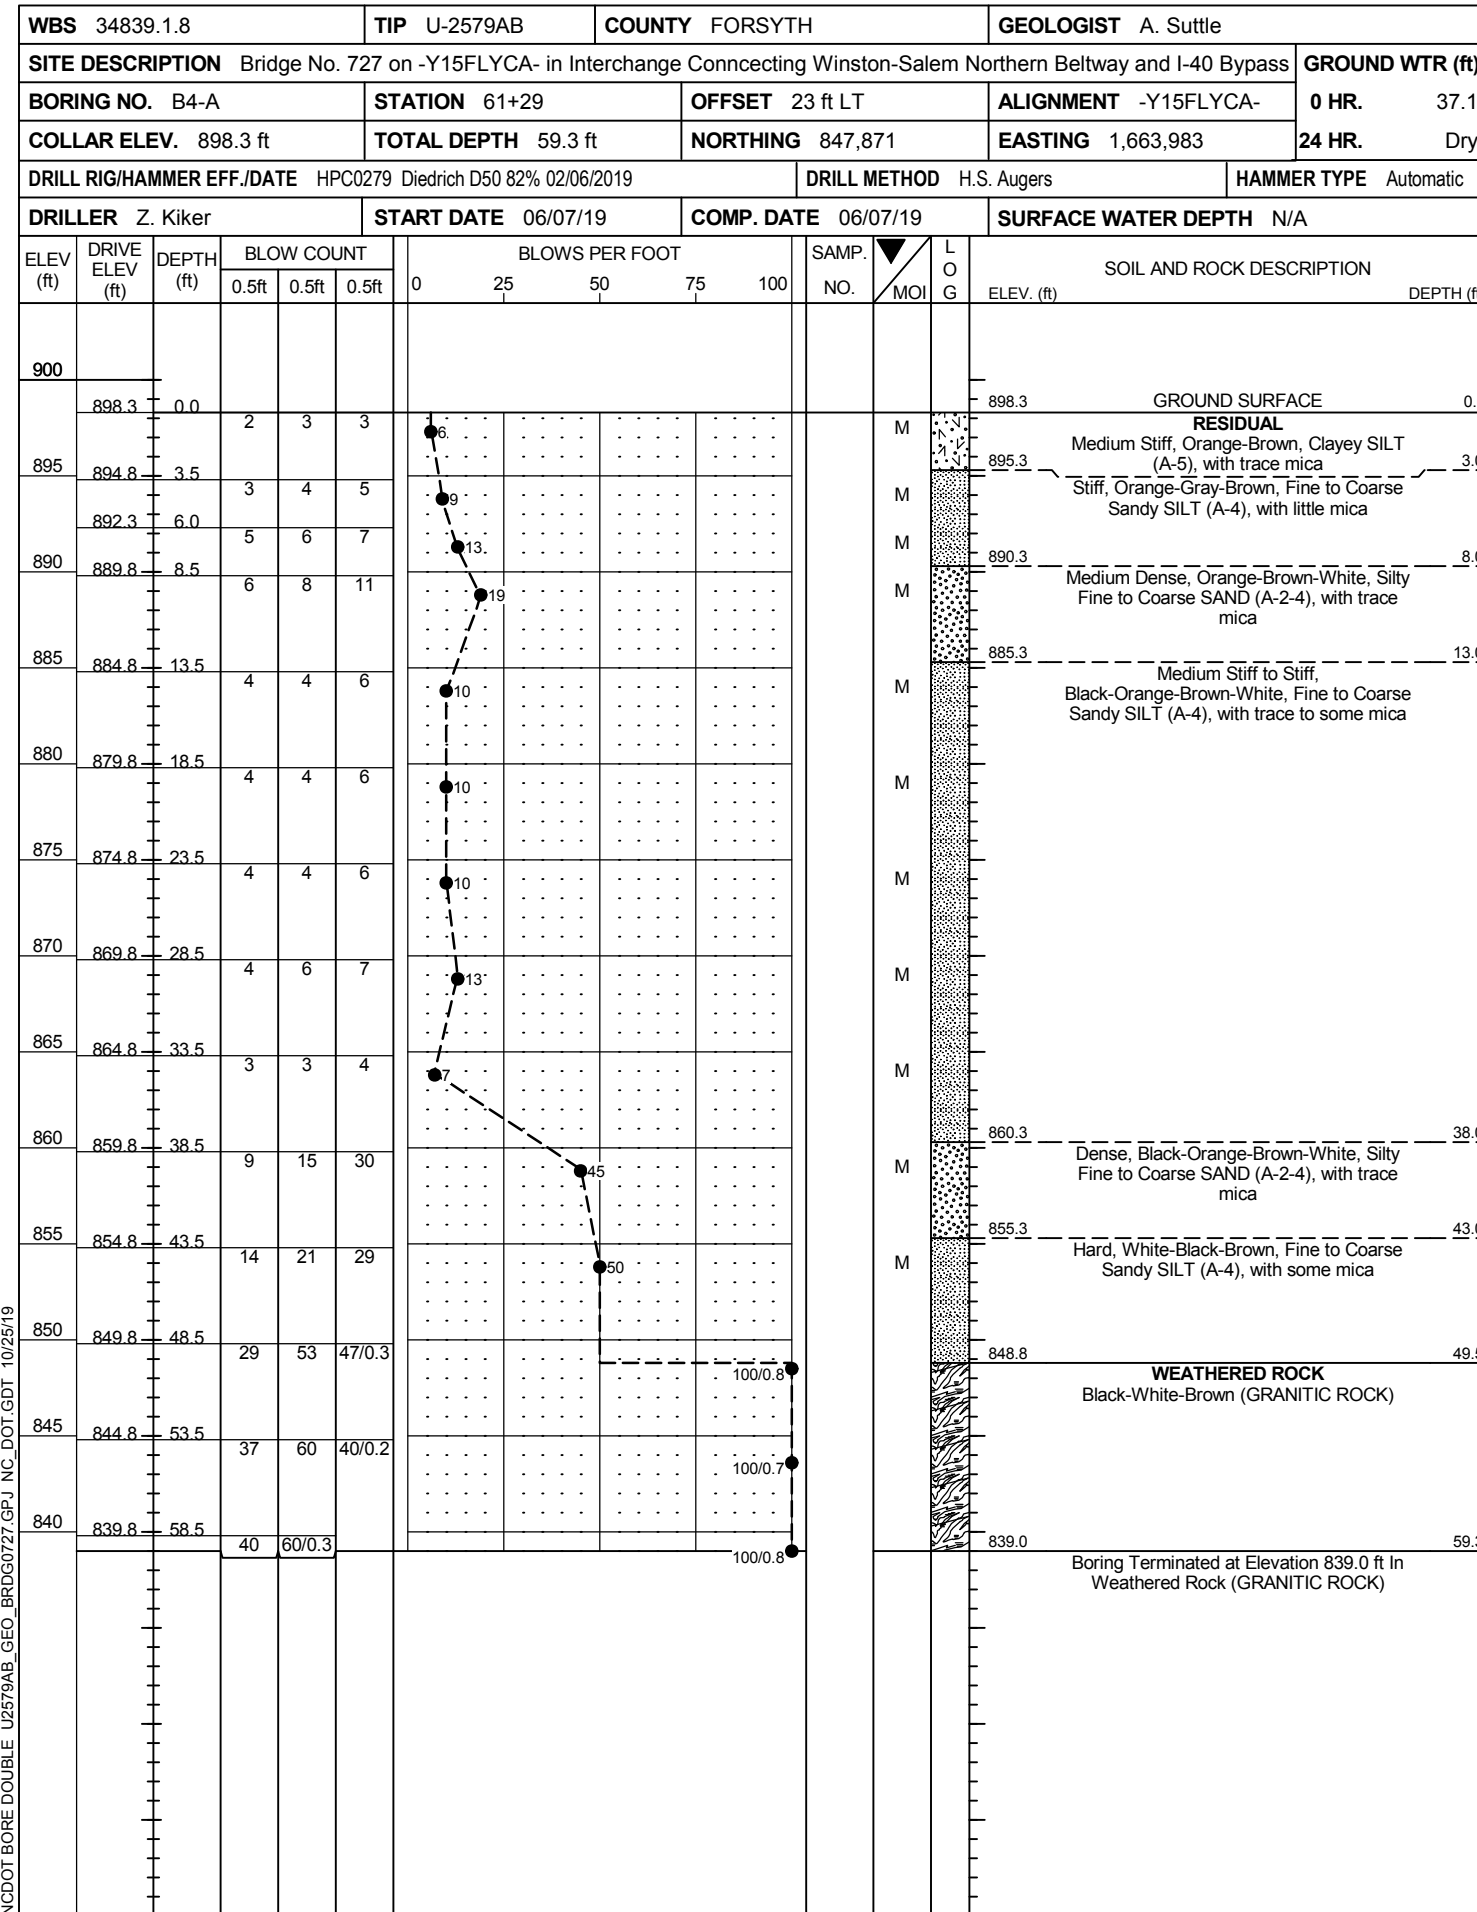 WBS 34839.1.8 TIP U-2579AB COUNTY FORSYTH GEOLOGIST A. Suttle
SITE DESCRIPTION Bridge No. 727 on -Y15FLYCA- in Interchange Conncecting Winston-Salem Northern Beltway and I-40 Bypass GROUND WTR (ft)
BORING NO. B4-A STATION 61+29 OFFSET 23 ft LT ALIGNMENT -Y15FLYCA- 0 HR. 37.1
COLLAR ELEV. 898.3 ft TOTAL DEPTH 59.3 ft NORTHING 847,871 EASTING 1,663,983 24 HR. Dry
DRILL RIG/HAMMER EFF./DATE HPC0279 Diedrich D50 82% 02/06/2019 DRILL METHOD H.S. Augers HAMMER TYPE Automatic
DRILLER Z. Kiker START DATE 06/07/19 COMP. DATE 06/07/19 SURFACE WATER DEPTH N/A
ELEV (ft) DRIVE ELEV (ft) DEPTH (ft) BLOW COUNT BLOWS PER FOOT SAMP. NO. MOI LOG SOIL AND ROCK DESCRIPTION
0.5ft 0.5ft 0.5ft 0 25 50 75 100 ELEV. (ft) DEPTH (f
900
898.3 0.0 898.3 GROUND SURFACE 0.
2 3 3 6 M RESIDUAL
Medium Stiff, Orange-Brown, Clayey SILT
895 894.8 3.5 895.3 (A-5), with trace mica 3.0
3 4 5 9 M Stiff, Orange-Gray-Brown, Fine to Coarse
Sandy SILT (A-4), with little mica
892.3 6.0
5 6 7 13 M
890 889.8 8.5 890.3 8.0
6 8 11 19 M Medium Dense, Orange-Brown-White, Silty
Fine to Coarse SAND (A-2-4), with trace
mica
885 884.8 13.5 885.3 13.0
4 4 6 10 M Medium Stiff to Stiff,
Black-Orange-Brown-White, Fine to Coarse
Sandy SILT (A-4), with trace to some mica
880 879.8 18.5
4 4 6 10 M
875 874.8 23.5
4 4 6 10 M
870 869.8 28.5
4 6 7 13 M
865 864.8 33.5
3 3 4 7 M
860 859.8 38.5 860.3 38.0
9 15 30 45 M Dense, Black-Orange-Brown-White, Silty
Fine to Coarse SAND (A-2-4), with trace
mica
855 854.8 43.5 855.3 43.0
14 21 29 50 M Hard, White-Black-Brown, Fine to Coarse
Sandy SILT (A-4), with some mica
850 849.8 48.5
29 53 47/0.3 100/0.8 848.8 49.5
WEATHERED ROCK
Black-White-Brown (GRANITIC ROCK)
845 844.8 53.5
37 60 40/0.2 100/0.7
840 839.8 58.5
40 60/0.3 100/0.8 839.0 59.3
Boring Terminated at Elevation 839.0 ft In
Weathered Rock (GRANITIC ROCK)
NCDOT BORE DOUBLE U2579AB_GEO_BRDG0727.GPJ NC_DOT.GDT 10/25/19